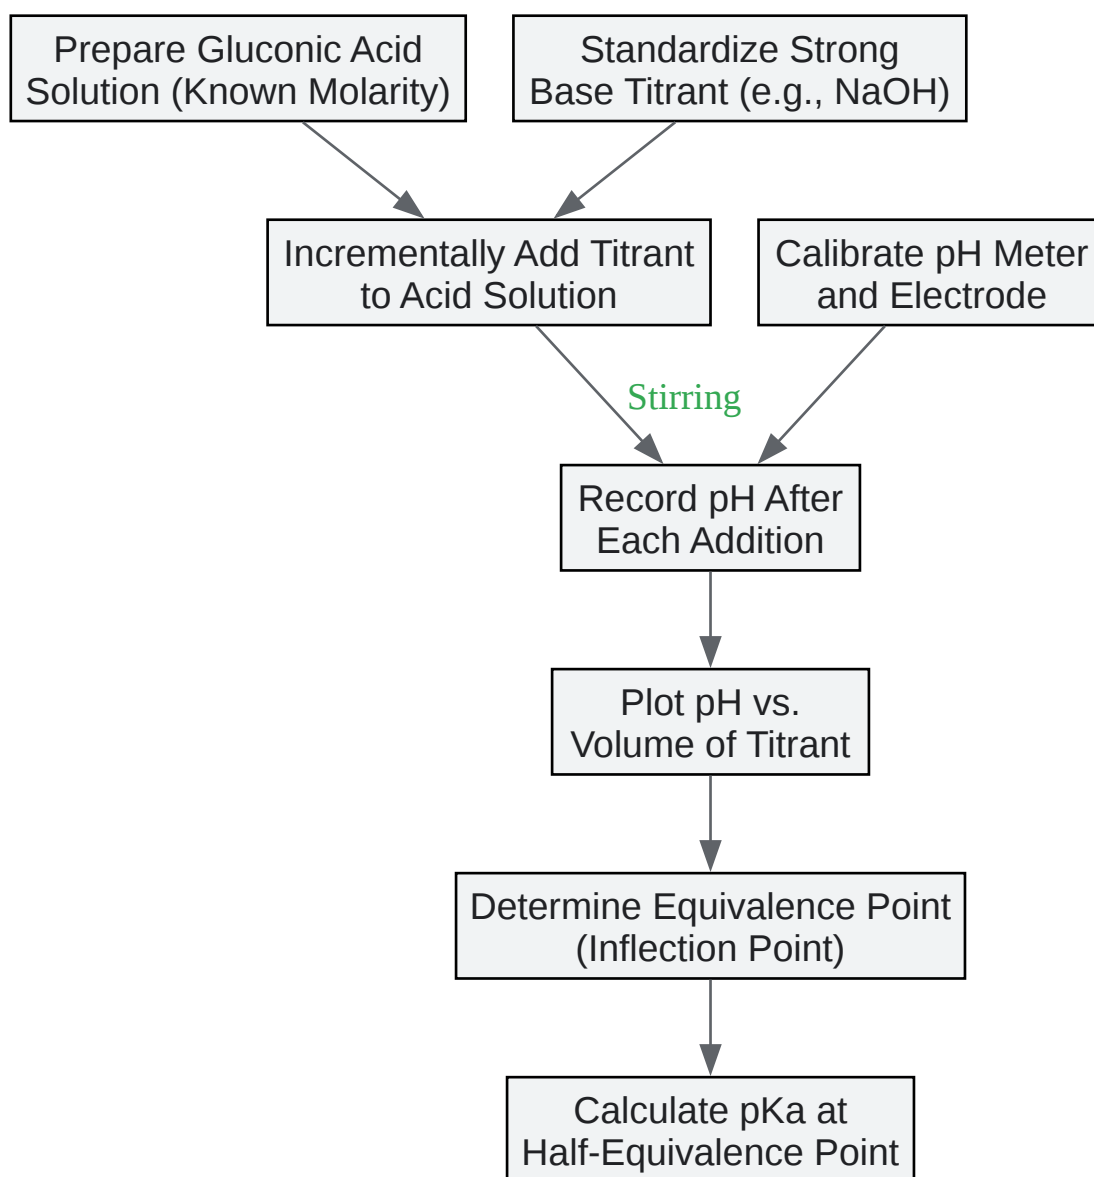 Prepare Gluconic Acid
Solution (Known Molarity)
Standardize Strong
Base Titrant (e.g., NaOH)
Incrementally Add Titrant
to Acid Solution
Calibrate pH Meter
and Electrode
Stirring
Record pH After
Each Addition
Plot pH vs.
Volume of Titrant
Determine Equivalence Point
(Inflection Point)
Calculate pKa at
Half-Equivalence Point